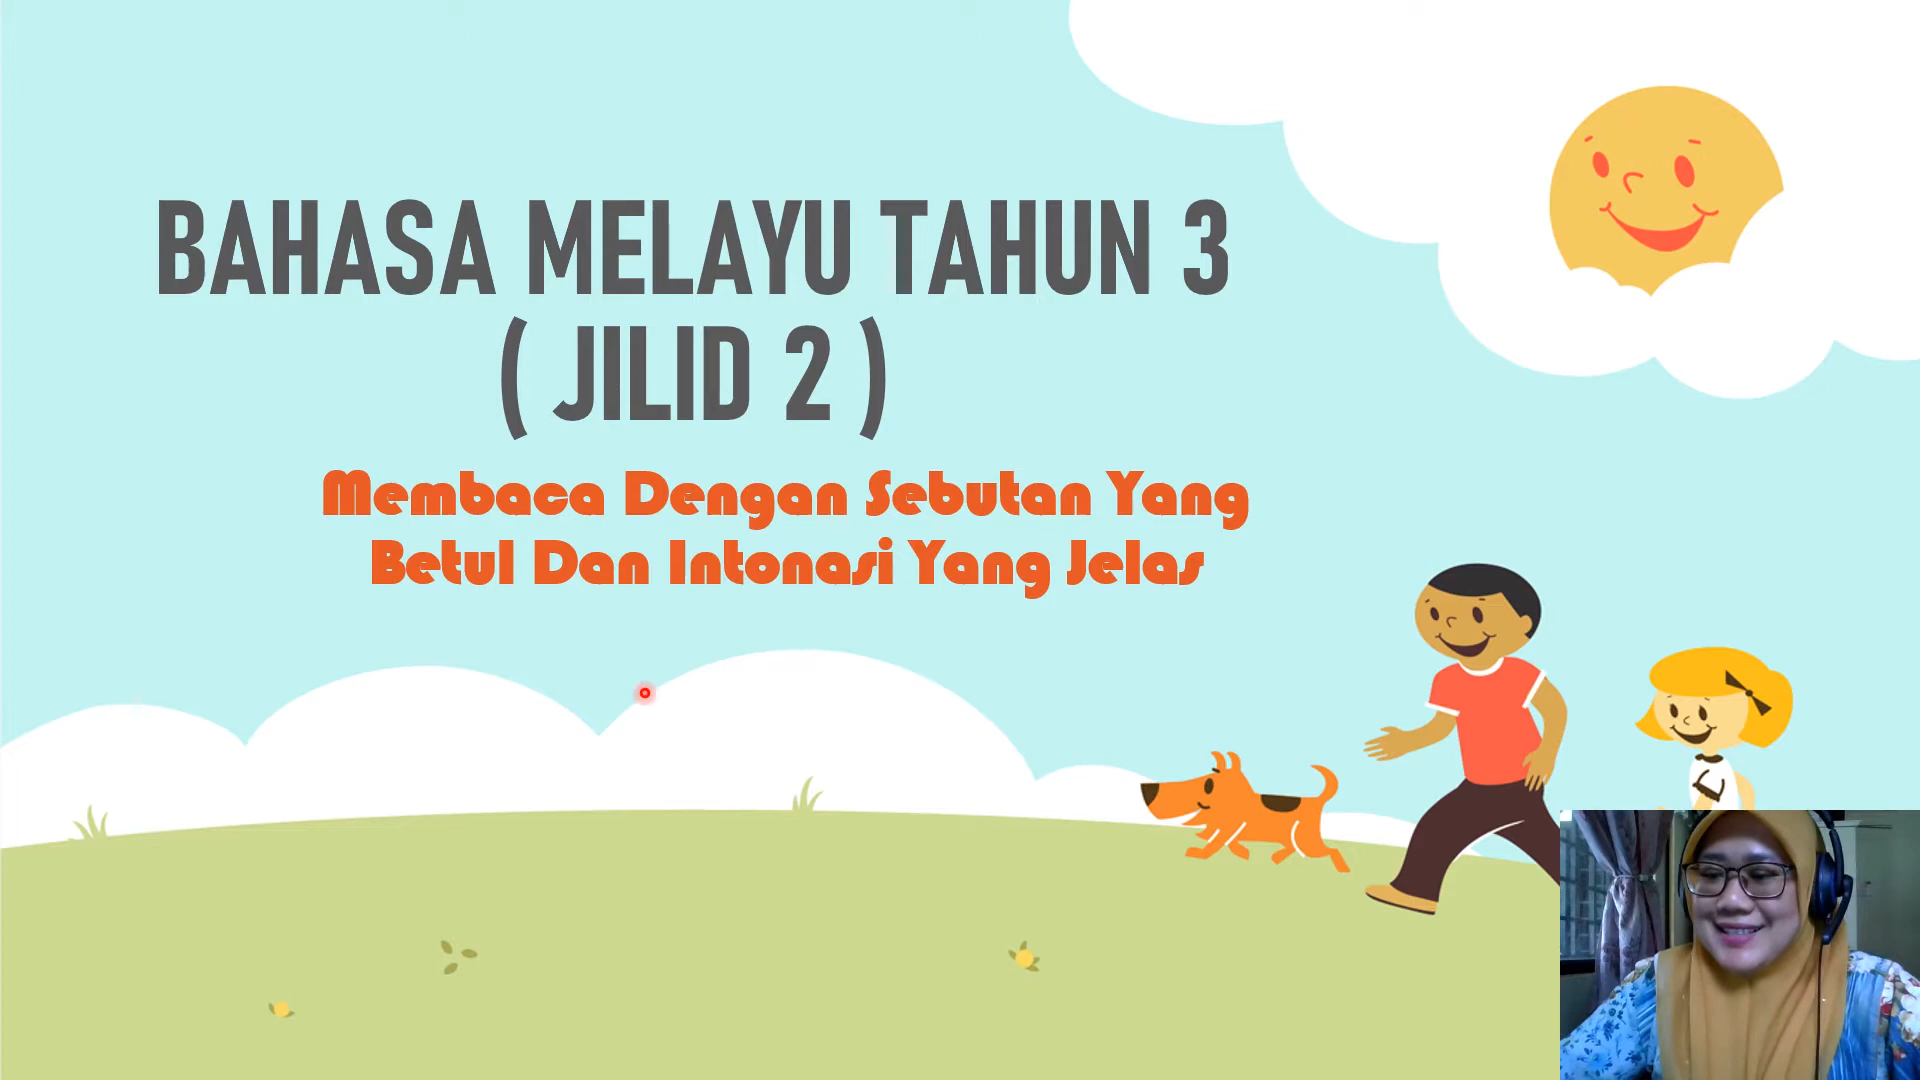 BAHASA MELAYU TAHUN 3
( JILID 2 )
Membaca Dengan Sebutan Yang
Betul Dan Intonasi Yang Jelas